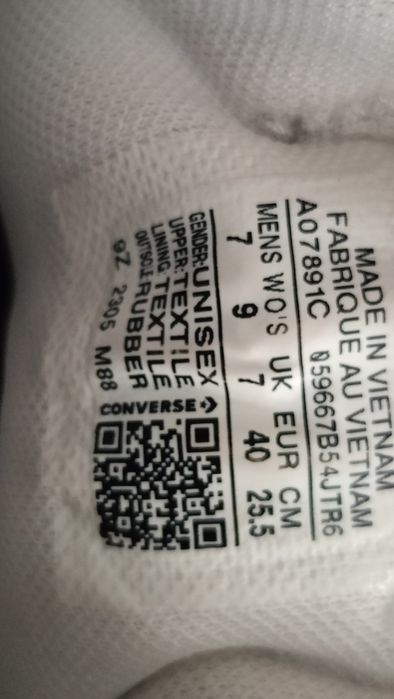 MADE IN VIETNAM
FABRIQUE AU VIETNAM
A07891C 059667B54JTR6
MENS WO'S UK EUR CM
7 9 7 40 25.5
GENDER:UNISEX
UPPER:TEXTILE
LINING:TEXTILE
OUTSOLE:RUBBER
9Z 2305 M88
CONVERSE